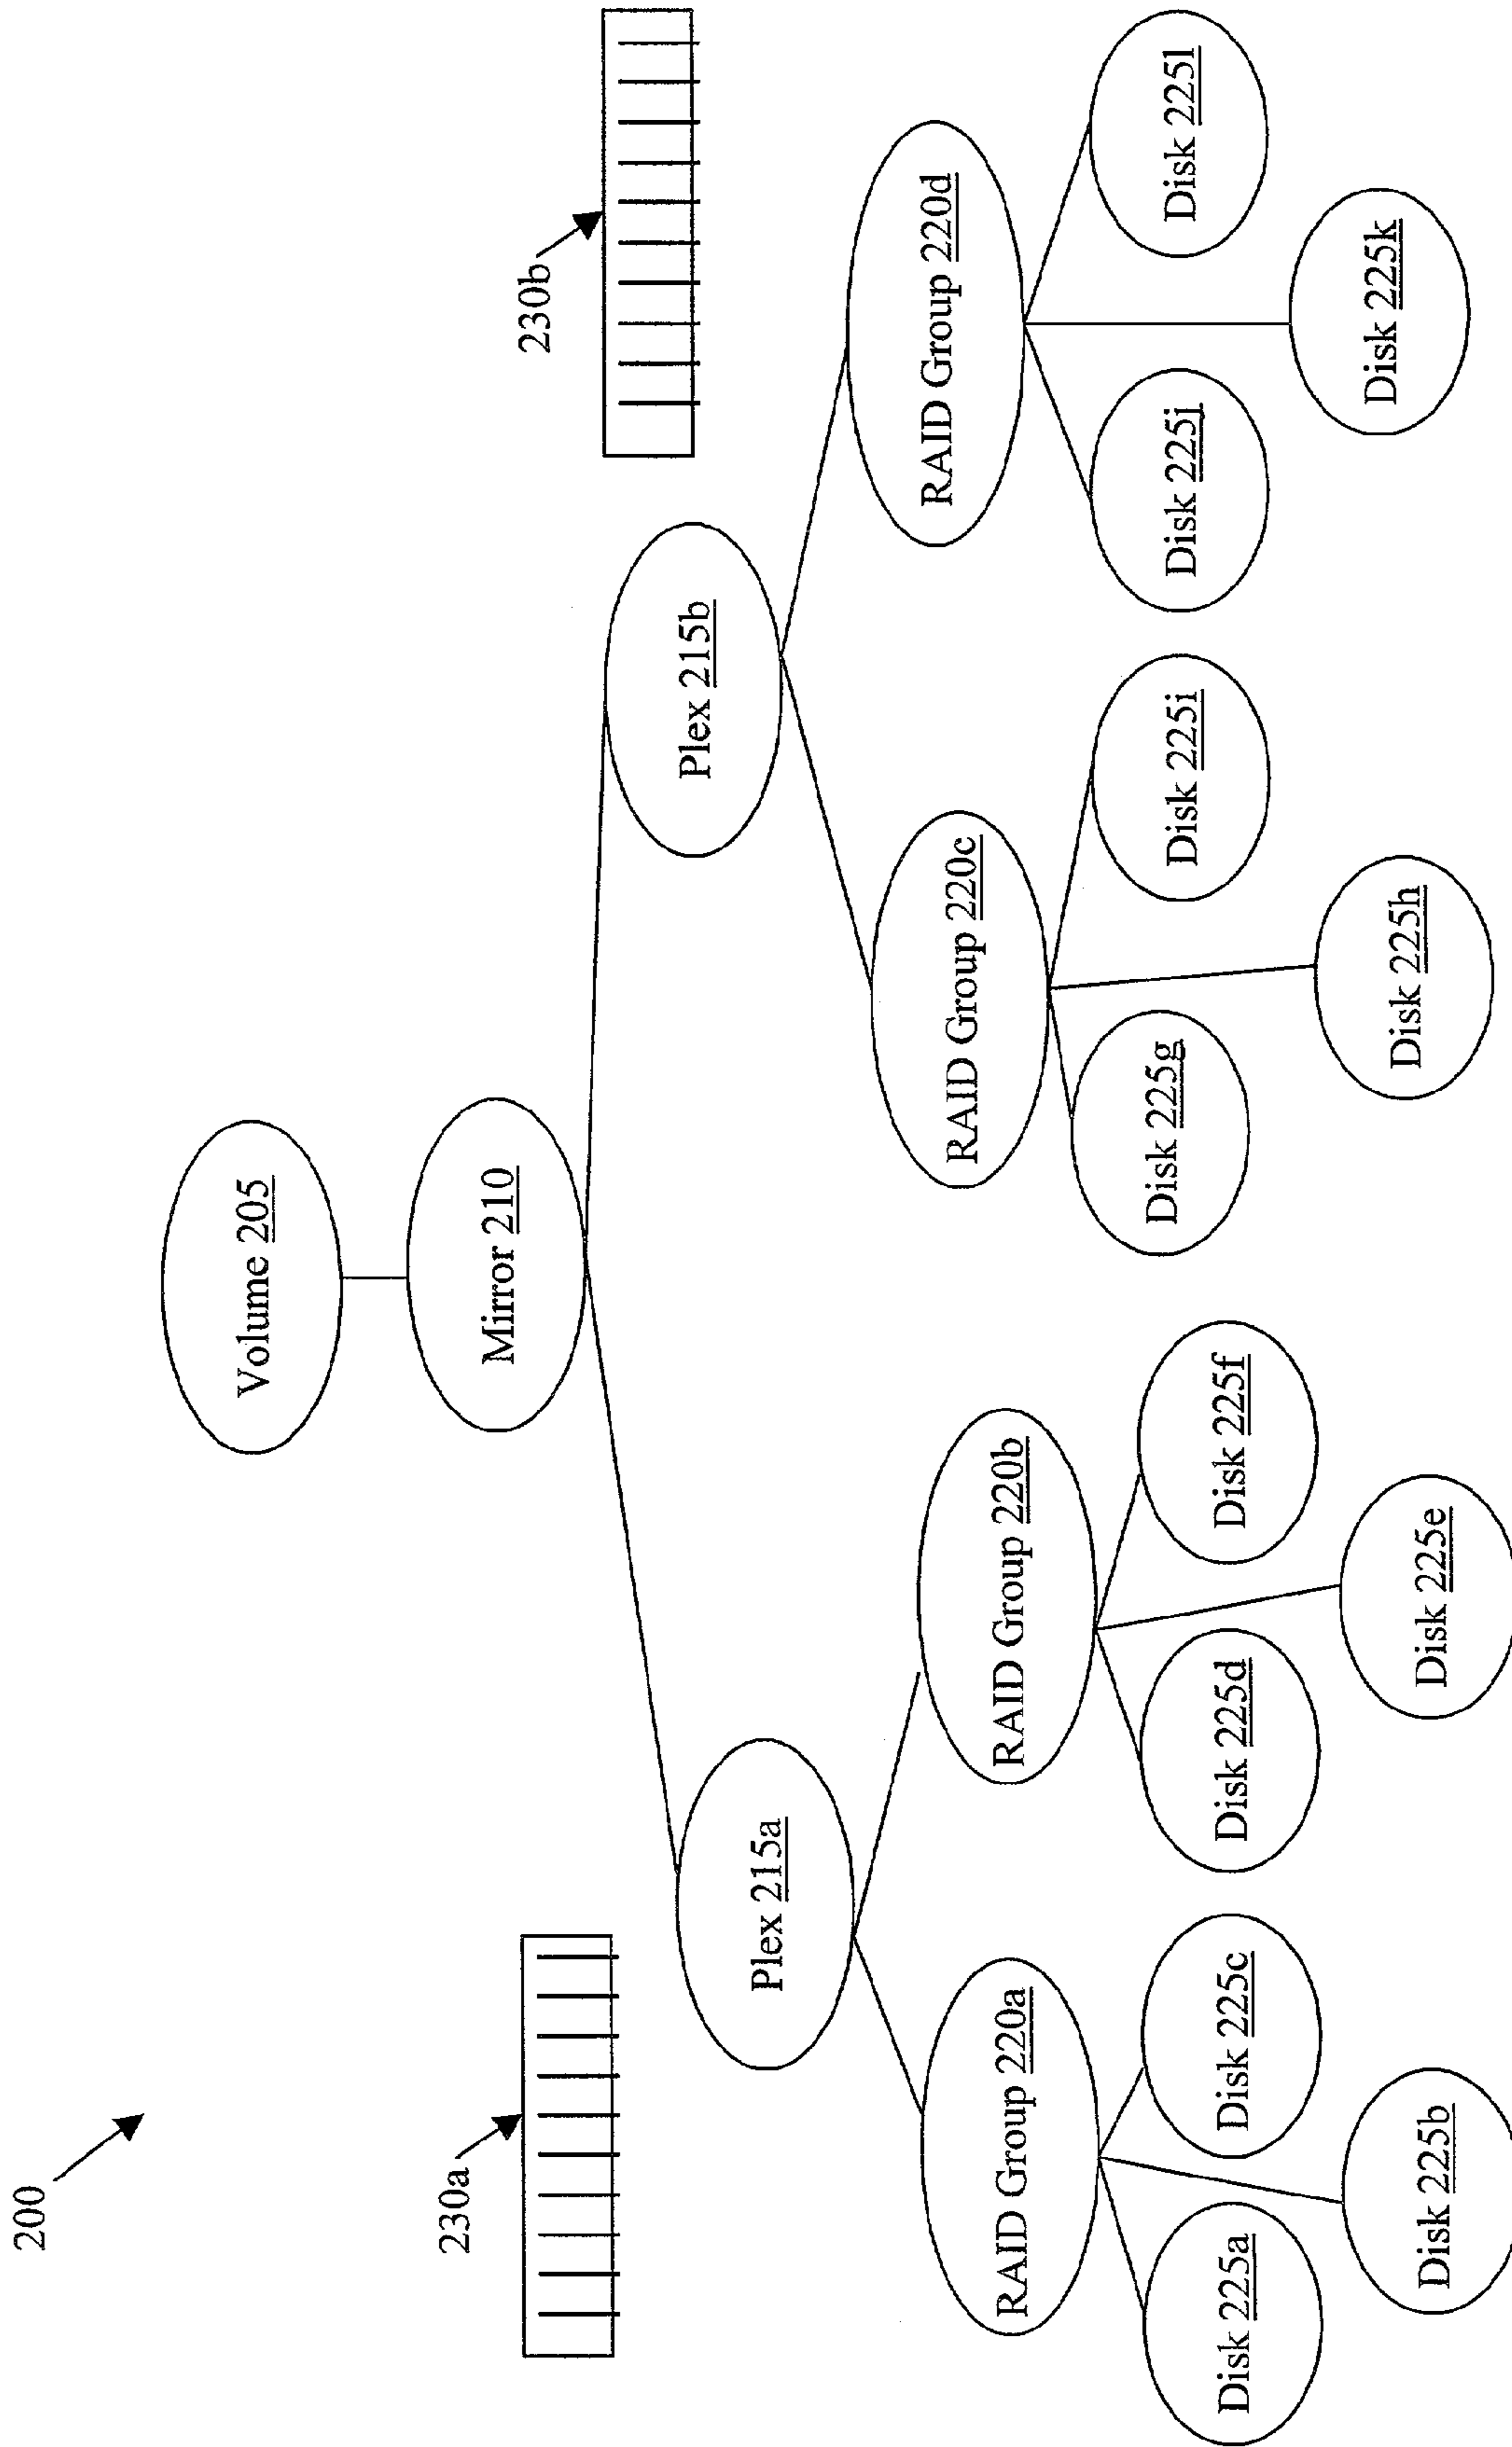 200
Volume 205
Mirror 210
230a
230b
Plex 215a
Plex 215b
RAID Group 220a
RAID Group 220b
RAID Group 220c
RAID Group 220d
Disk 225a
Disk 225b
Disk 225c
Disk 225d
Disk 225e
Disk 225f
Disk 225g
Disk 225h
Disk 225i
Disk 225j
Disk 225k
Disk 225l